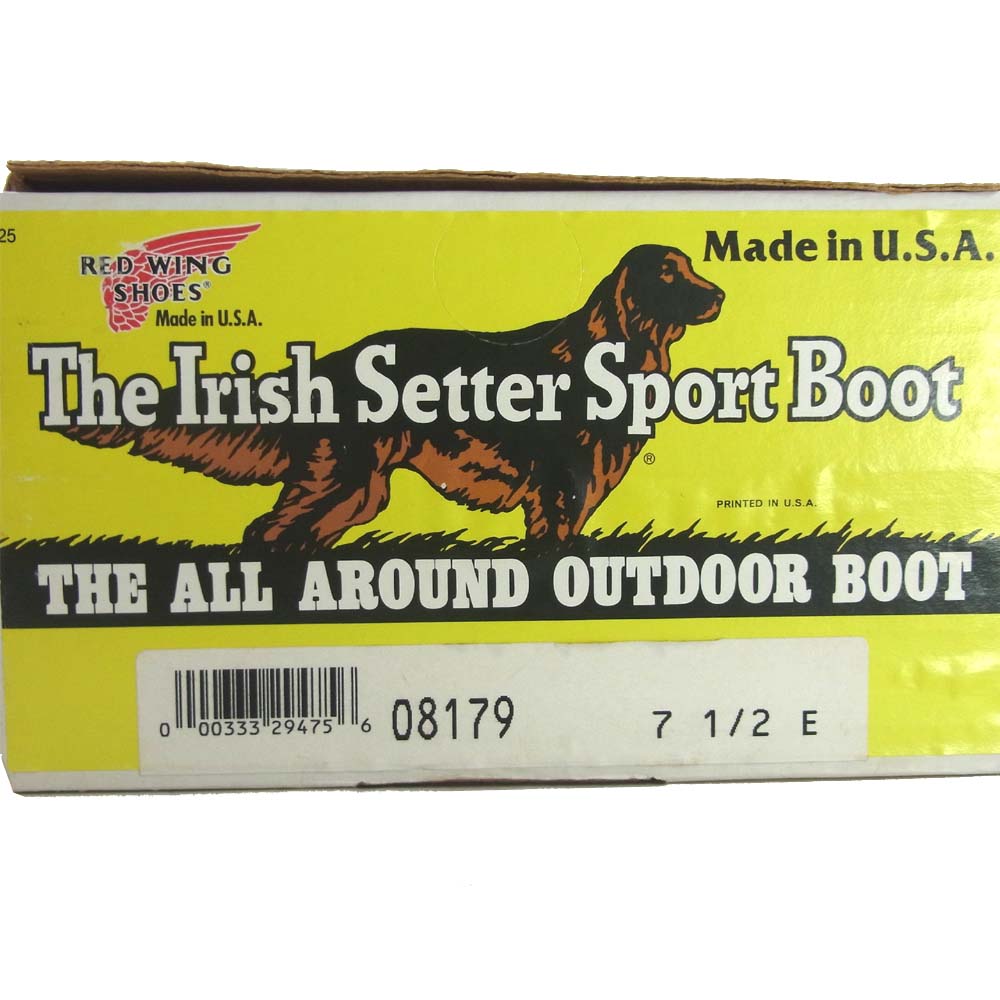 25
RED WING
SHOES®
Made in U.S.A.
Made in U.S.A.
The Irish Setter Sport Boot
®
PRINTED IN U.S.A.
THE ALL AROUND OUTDOOR BOOT
0 00333 29475 6 08179 7 1/2 E